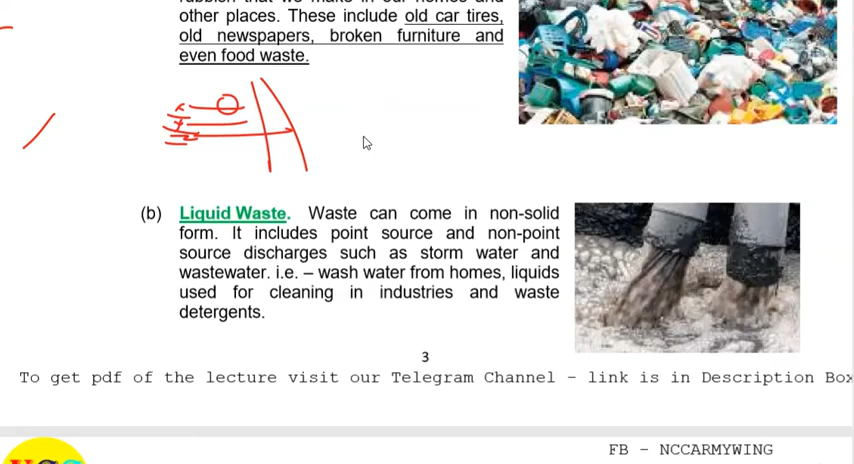 other places. These include old car tires,
old newspapers, broken furniture and
even food waste.
(b) Liquid Waste. Waste can come in non-solid
form. It includes point source and non-point
source discharges such as storm water and
wastewater. i.e. – wash water from homes, liquids
used for cleaning in industries and waste
detergents.
3
To get pdf of the lecture visit our Telegram Channel - link is in Description Box
FB - NCCARMYWING